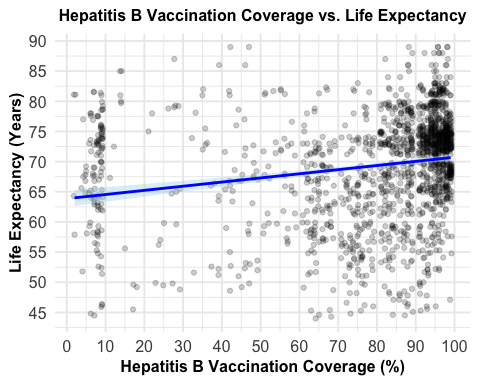 Hepatitis B Vaccination Coverage vs. Life Expectancy
90
85
80
75
70
65
60
55
50
45
Life Expectancy (Years)
0 10 20 30 40 50 60 70 80 90 100
Hepatitis B Vaccination Coverage (%)